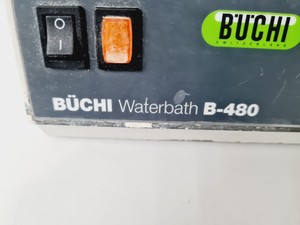 O
I
BÜCHI
SWITZERLAND
BÜCHI Waterbath B-480